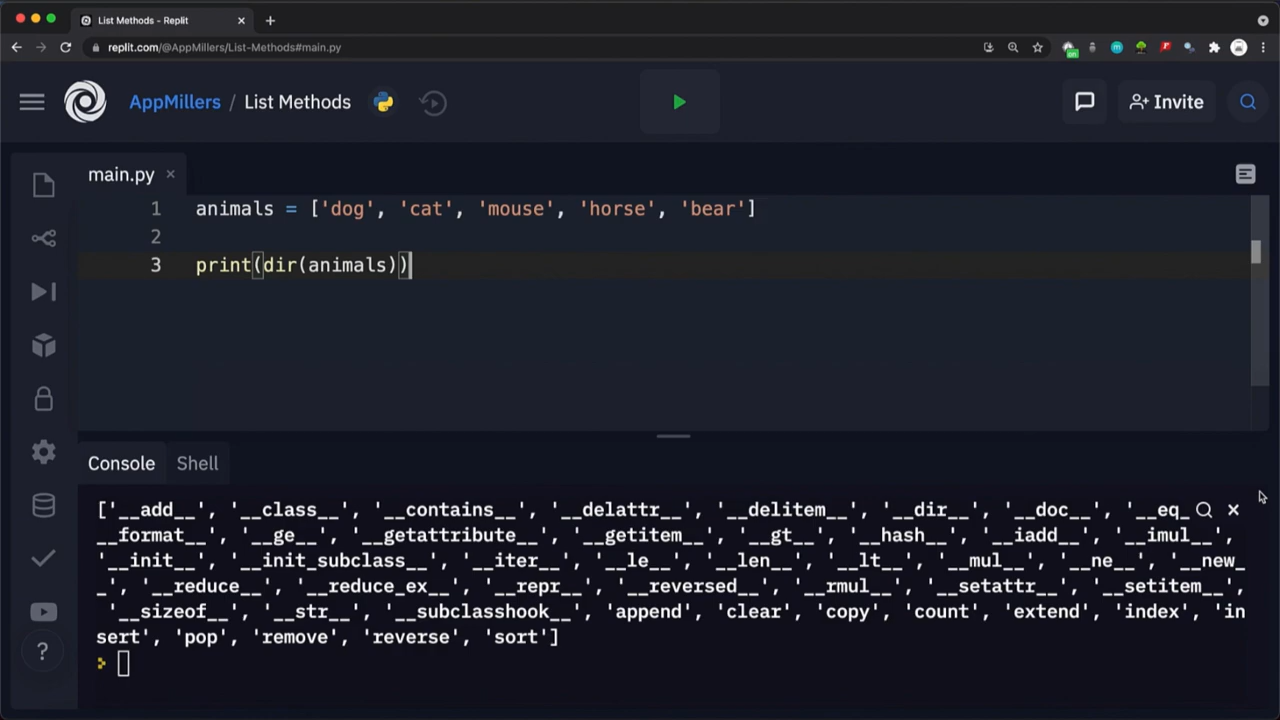 List Methods - Replit
replit.com/@AppMillers/List-Methods#main.py
AppMillers / List Methods
Invite
main.py
1 animals = ['dog', 'cat', 'mouse', 'horse', 'bear']
2
3 print(dir(animals))
Console Shell
['__add__', '__class__', '__contains__', '__delattr__', '__delitem__', '__dir__', '__doc__', '__eq_
__format__', '__ge__', '__getattribute__', '__getitem__', '__gt__', '__hash__', '__iadd__', '__imul__',
'__init__', '__init_subclass__', '__iter__', '__le__', '__len__', '__lt__', '__mul__', '__ne__', '__new_
_', '__reduce__', '__reduce_ex__', '__repr__', '__reversed__', '__rmul__', '__setattr__', '__setitem__',
'__sizeof__', '__str__', '__subclasshook__', 'append', 'clear', 'copy', 'count', 'extend', 'index', 'in
sert', 'pop', 'remove', 'reverse', 'sort']